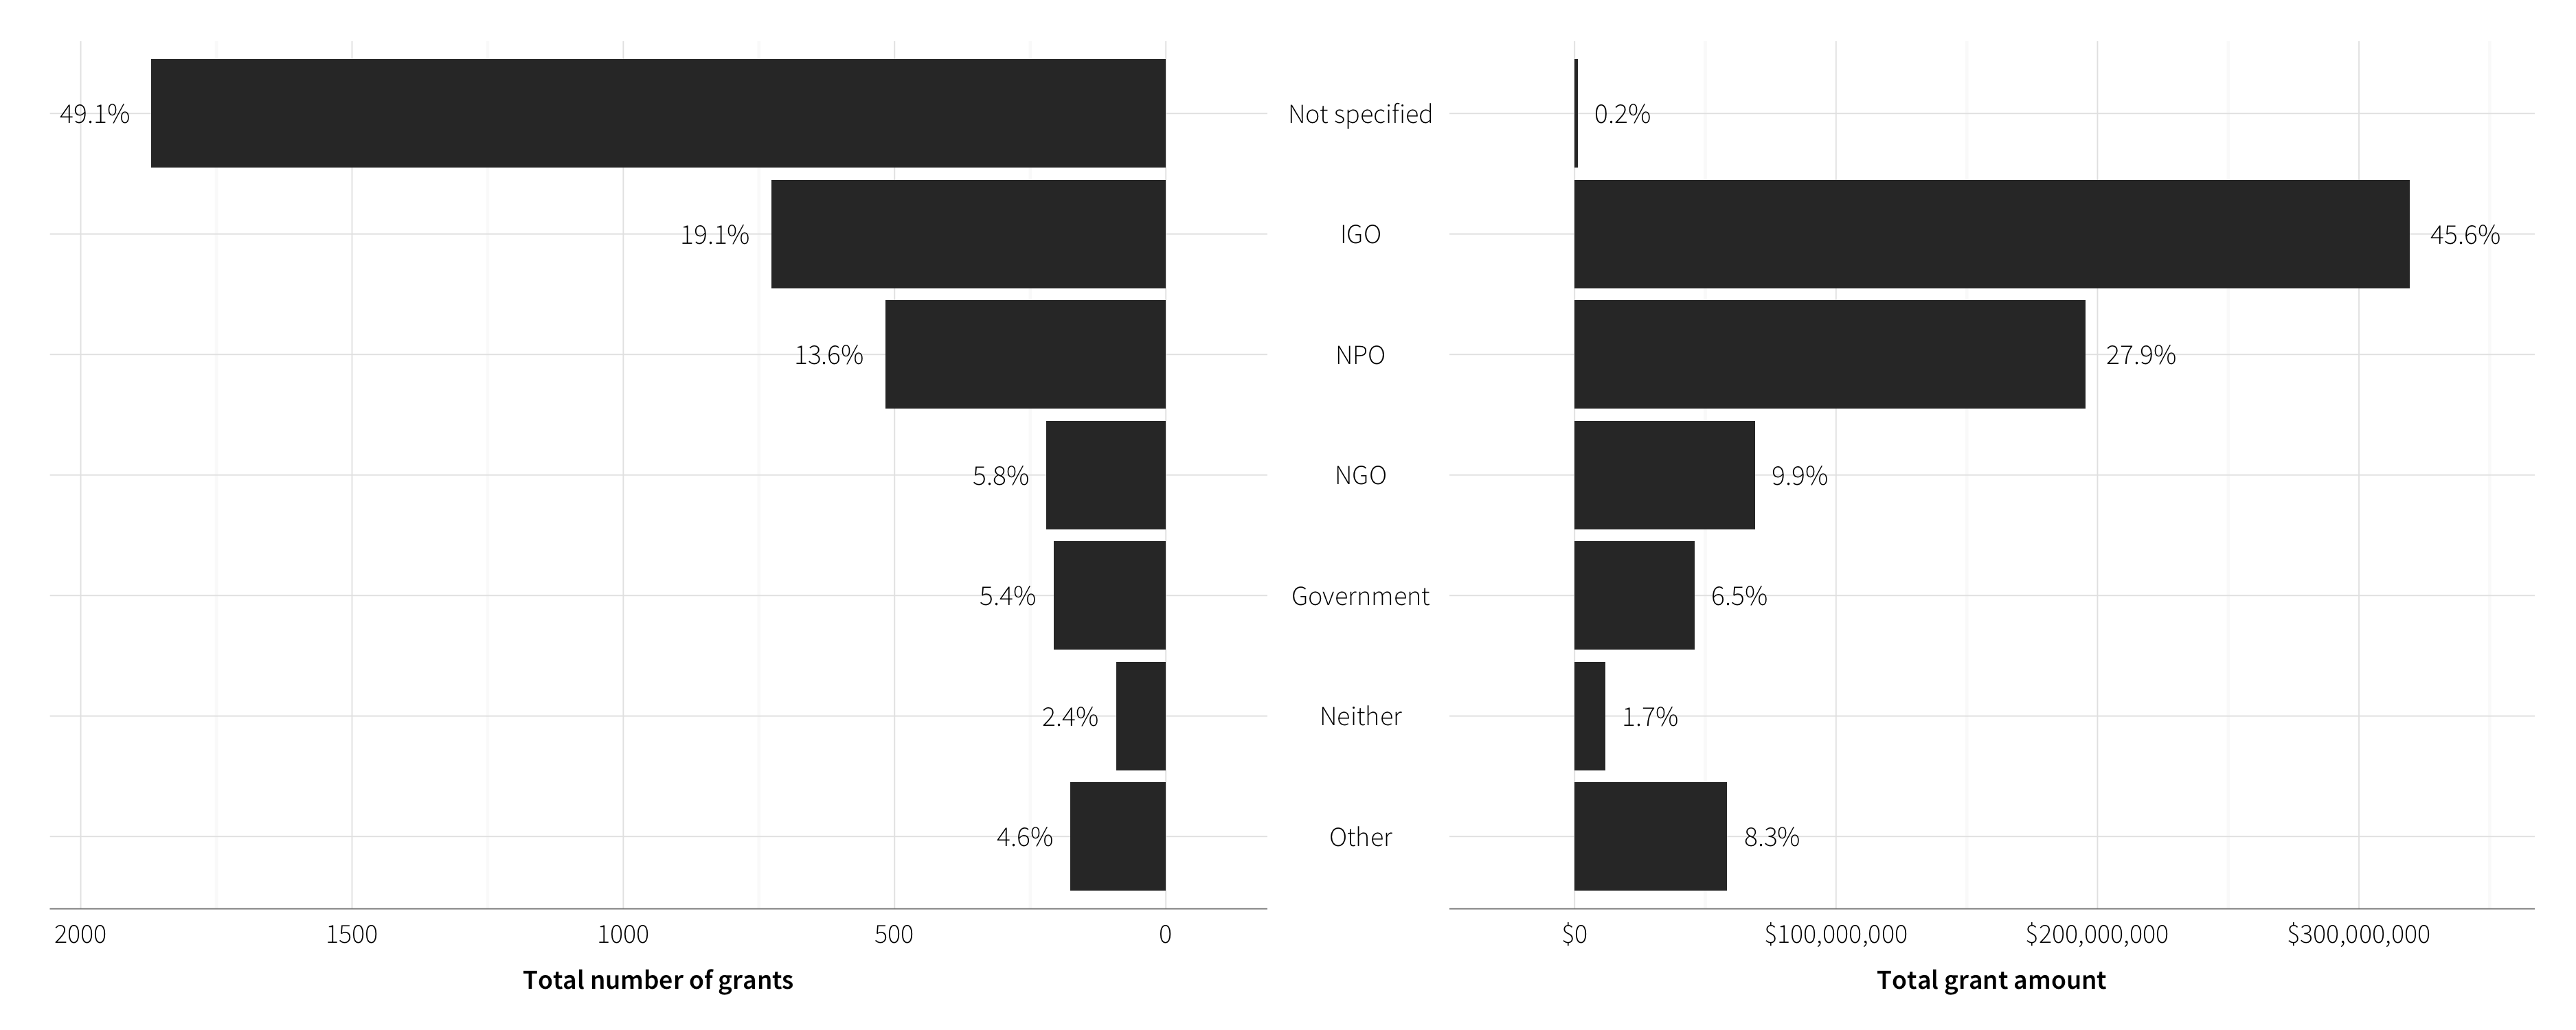 49.1% Not specified 0.2%
19.1% IGO 45.6%
13.6% NPO 27.9%
5.8% NGO 9.9%
5.4% Government 6.5%
2.4% Neither 1.7%
4.6% Other 8.3%
2000 1500 1000 500 0 $0 $100,000,000 $200,000,000 $300,000,000
Total number of grants Total grant amount